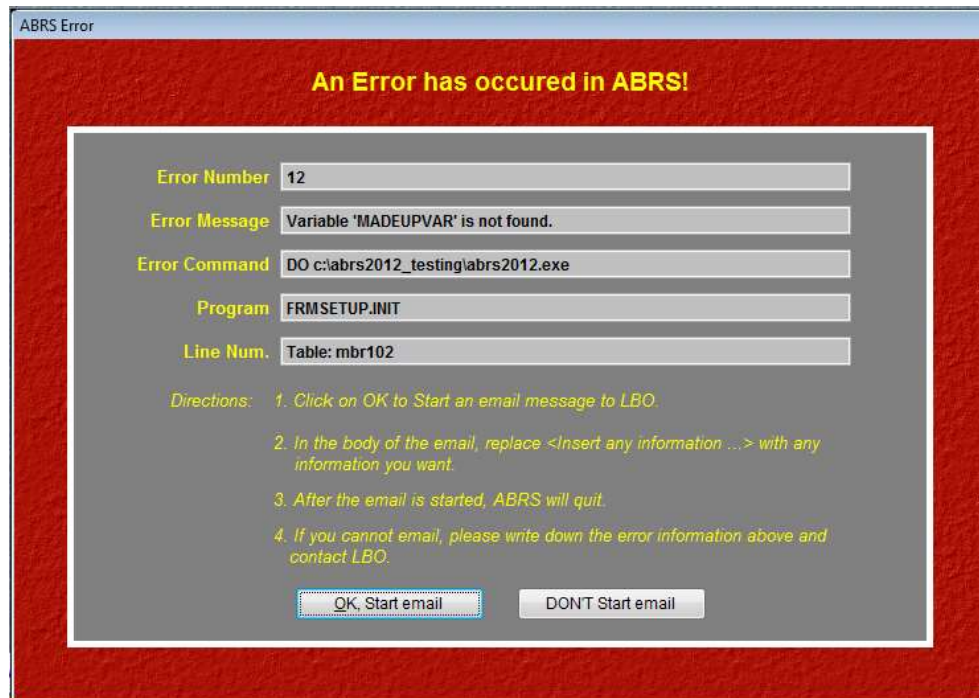 ABRS Error
An Error has occured in ABRS!
Error Number 12
Error Message Variable 'MADEUPVAR' is not found.
Error Command DO c:\abrs2012_testing\abrs2012.exe
Program FRMSETUP.INIT
Line Num. Table: mbr102
Directions: 1. Click on OK to Start an email message to LBO.
2. In the body of the email, replace <Insert any information ...> with any
information you want.
3. After the email is started, ABRS will quit.
4. If you cannot email, please write down the error information above and
contact LBO.
OK, Start email DON'T Start email